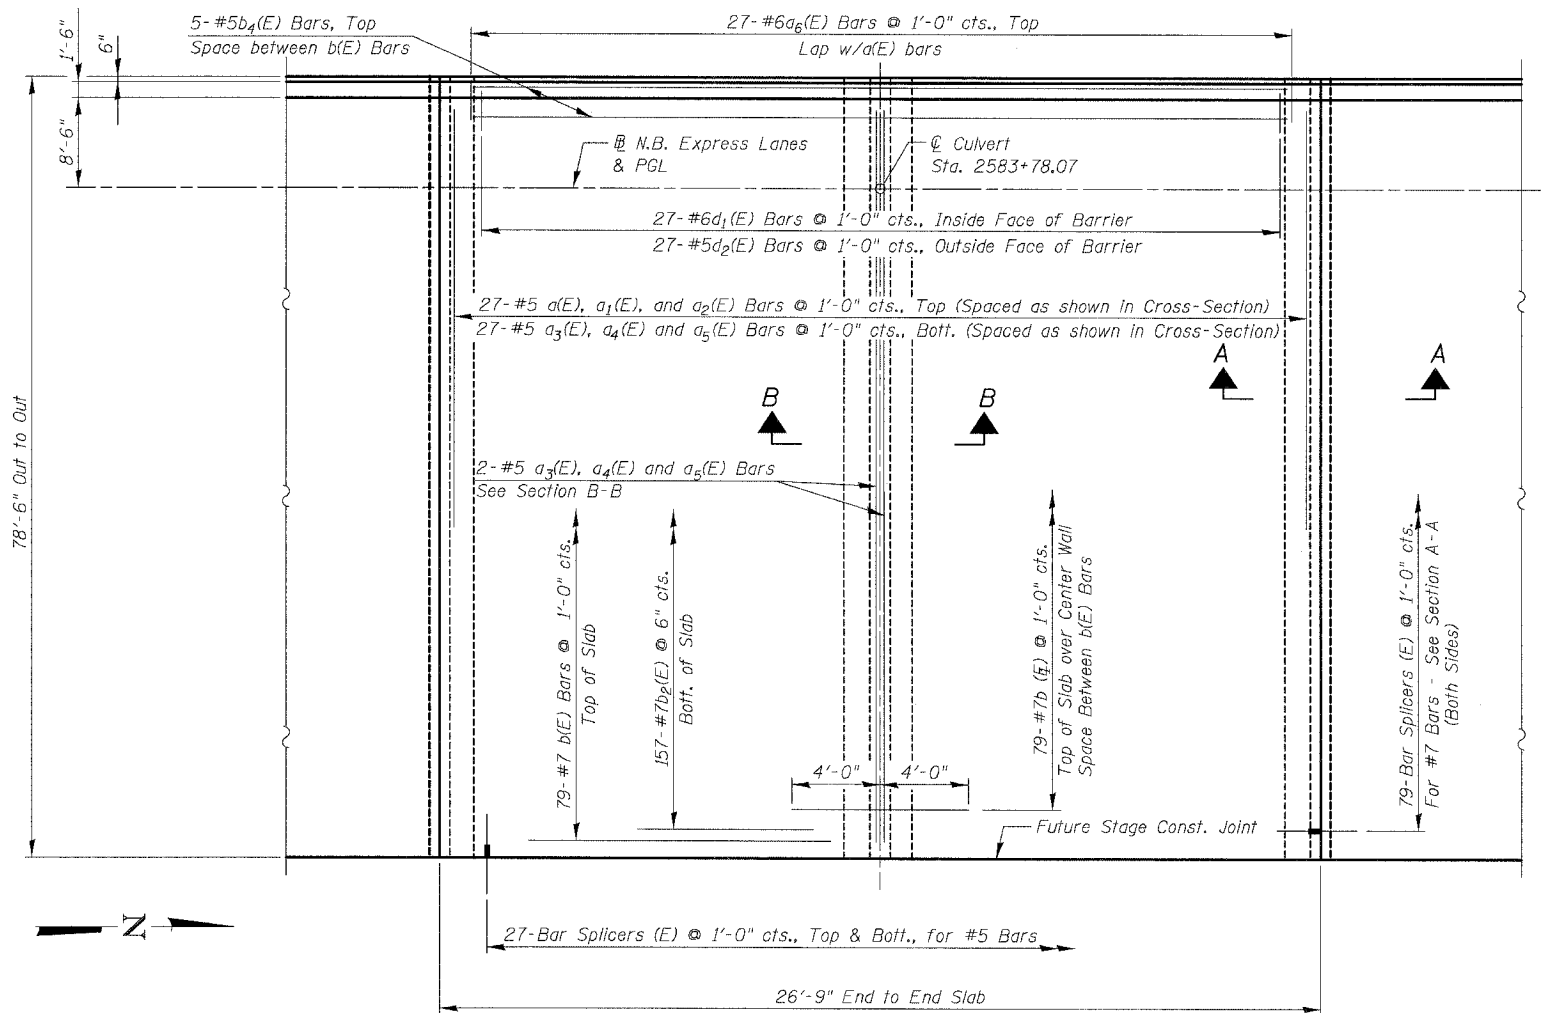 5-#5b4(E) Bars, Top
Space between b(E) Bars
27-#6a6(E) Bars @ 1'-0" cts., Top
Lap w/a(E) bars
1'-6"
6"
8'-6"
℄ N.B. Express Lanes
& PGL
℄ Culvert
Sta. 2583+78.07
27-#6d1(E) Bars @ 1'-0" cts., Inside Face of Barrier
27-#5d2(E) Bars @ 1'-0" cts., Outside Face of Barrier
27-#5 a(E), a1(E), and a2(E) Bars @ 1'-0" cts., Top (Spaced as shown in Cross-Section)
27-#5 a3(E), a4(E) and a5(E) Bars @ 1'-0" cts., Bott. (Spaced as shown in Cross-Section)
A
A
B
B
78'-6" Out to Out
2-#5 a3(E), a4(E) and a5(E) Bars
See Section B-B
79-#7 b(E) Bars @ 1'-0" cts.
Top of Slab
157-#7b2(E) @ 6" cts.
Bott. of Slab
79-#7b (E) @ 1'-0" cts.
Top of Slab over Center Wall
Space Between b(E) Bars
79-Bar Splicers (E) @ 1'-0" cts.
For #7 Bars - See Section A-A
(Both Sides)
4'-0"
4'-0"
Future Stage Const. Joint
N
27-Bar Splicers (E) @ 1'-0" cts., Top & Bott., for #5 Bars
26'-9" End to End Slab